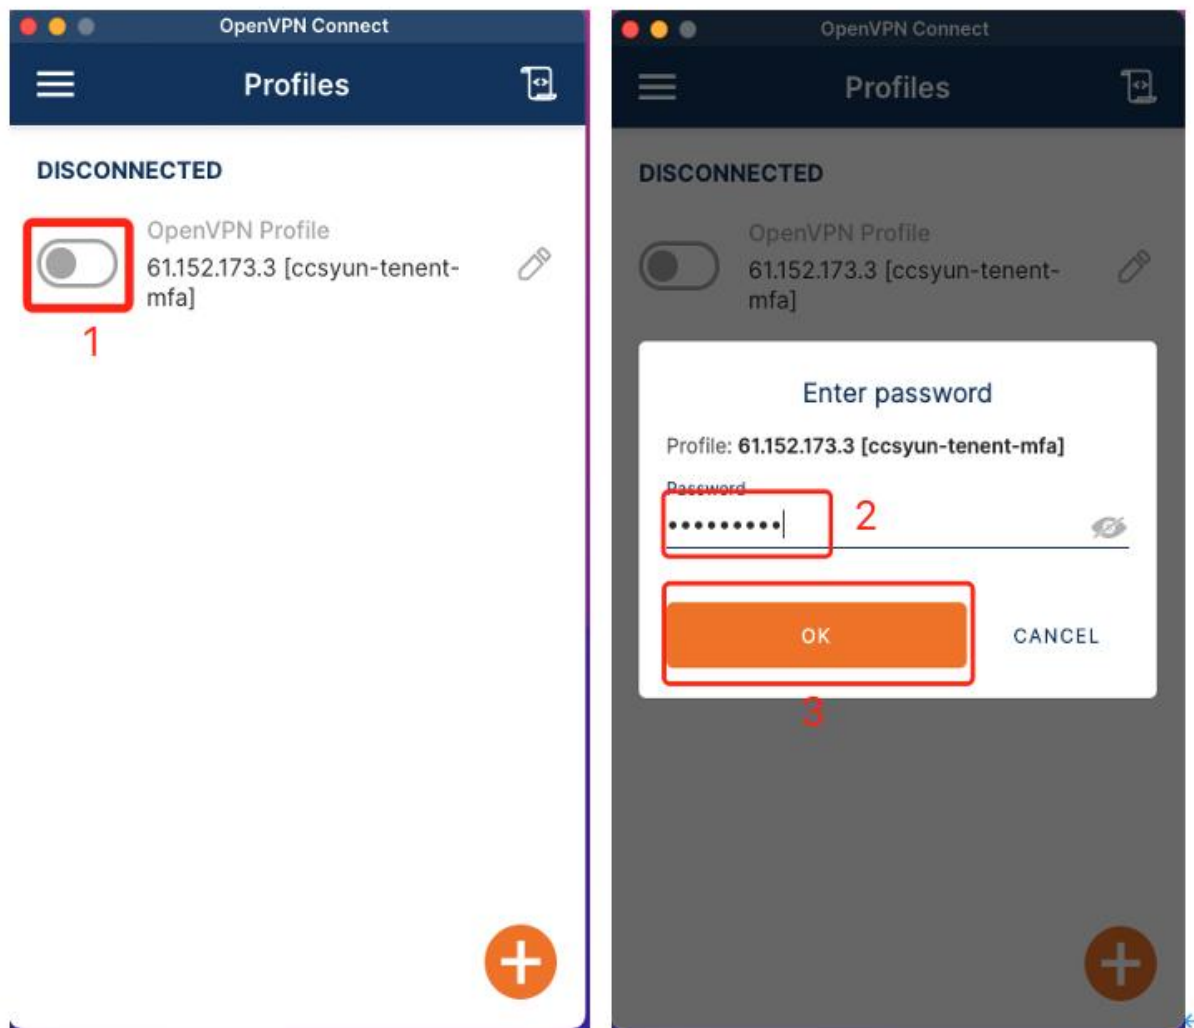 OpenVPN Connect
Profiles
DISCONNECTED
OpenVPN Profile
61.152.173.3 [ccsyun-tenent-
mfa]
1
OpenVPN Connect
Profiles
DISCONNECTED
OpenVPN Profile
61.152.173.3 [ccsyun-tenent-
mfa]
Enter password
Profile: 61.152.173.3 [ccsyun-tenent-mfa]
Password
•••••••••
2
OK
CANCEL
3